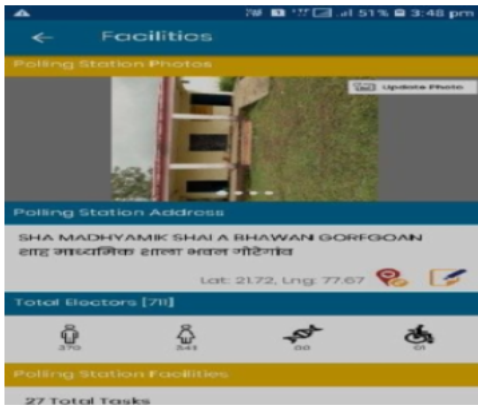 51% 3:48 pm
Facilities
Polling Station Photos
Update Photo
Polling Station Address
SHA MADHYAMIK SHALA BHAWAN GOREGOAN
शाह माध्यमिक शाला भवन गोटेगांव
Lat: 21.72, Lng: 77.67
Total Electors [711]
370 341 00 01
Polling Station Facilities
27 Total Tasks